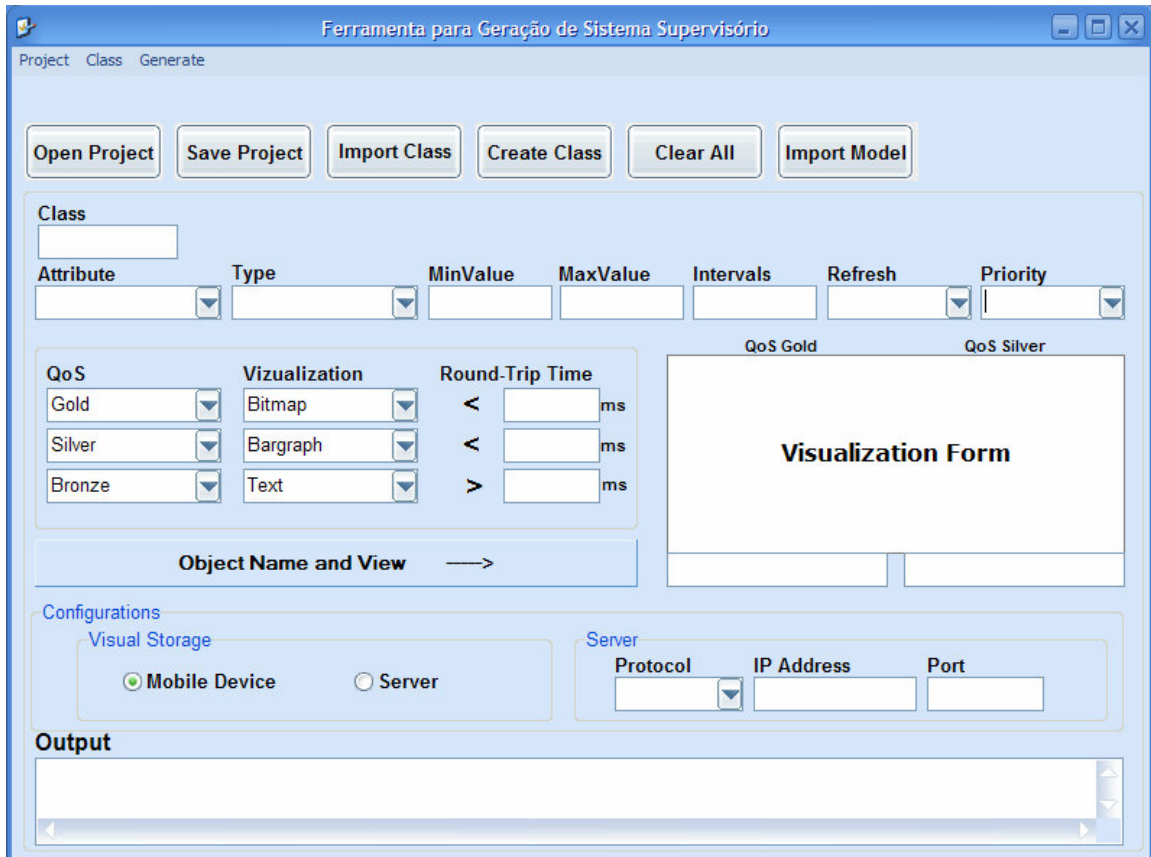 Ferramenta para Geração de Sistema Supervisório
Project Class Generate
Open Project Save Project Import Class Create Class Clear All Import Model
Class
Attribute Type MinValue MaxValue Intervals Refresh Priority
QoS Gold QoS Silver
QoS Vizualization Round-Trip Time
Gold Bitmap < ms
Silver Bargraph < ms
Visualization Form
Bronze Text > ms
Object Name and View ---->
Configurations
Visual Storage Server
Protocol IP Address Port
Mobile Device Server
Output